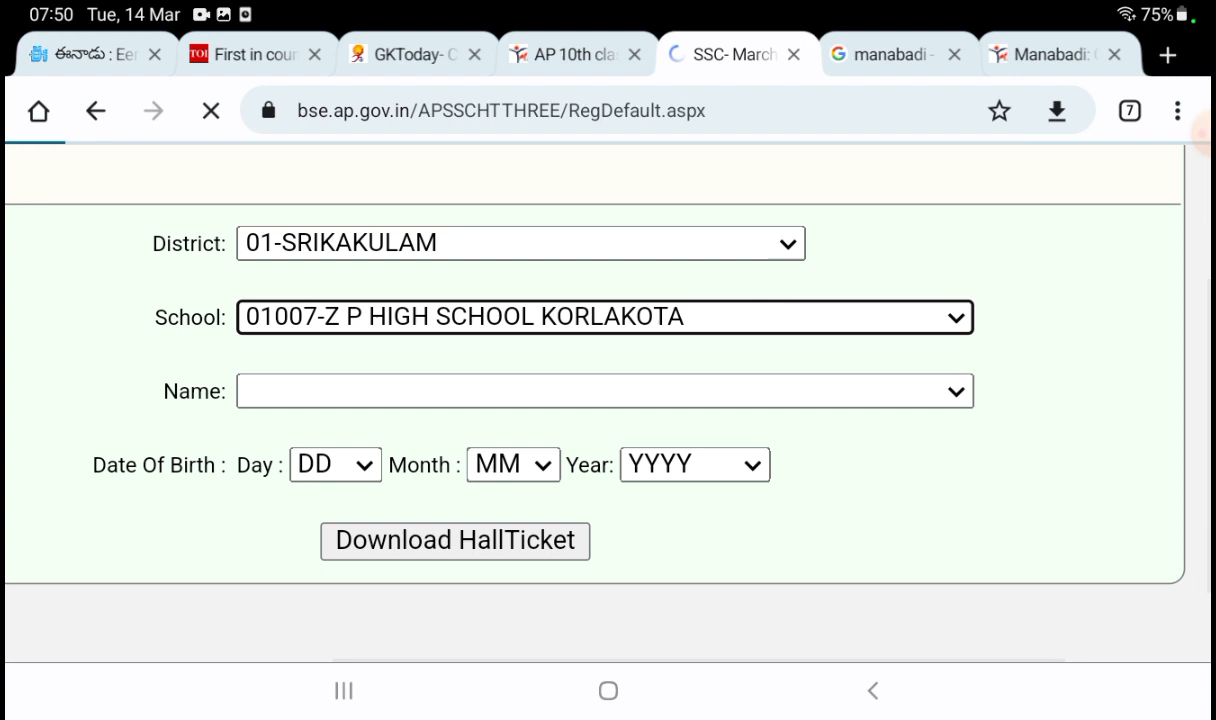 07:50 Tue, 14 Mar 75%
ఈనాడు : Eer TOI First in coun GKToday- C AP 10th cla SSC- March G manabadi - Manabadi: 
bse.ap.gov.in/APSSCHTTHREE/RegDefault.aspx 7
District: 01-SRIKAKULAM
School: 01007-Z P HIGH SCHOOL KORLAKOTA
Name:
Date Of Birth : Day : DD Month : MM Year: YYYY
Download HallTicket